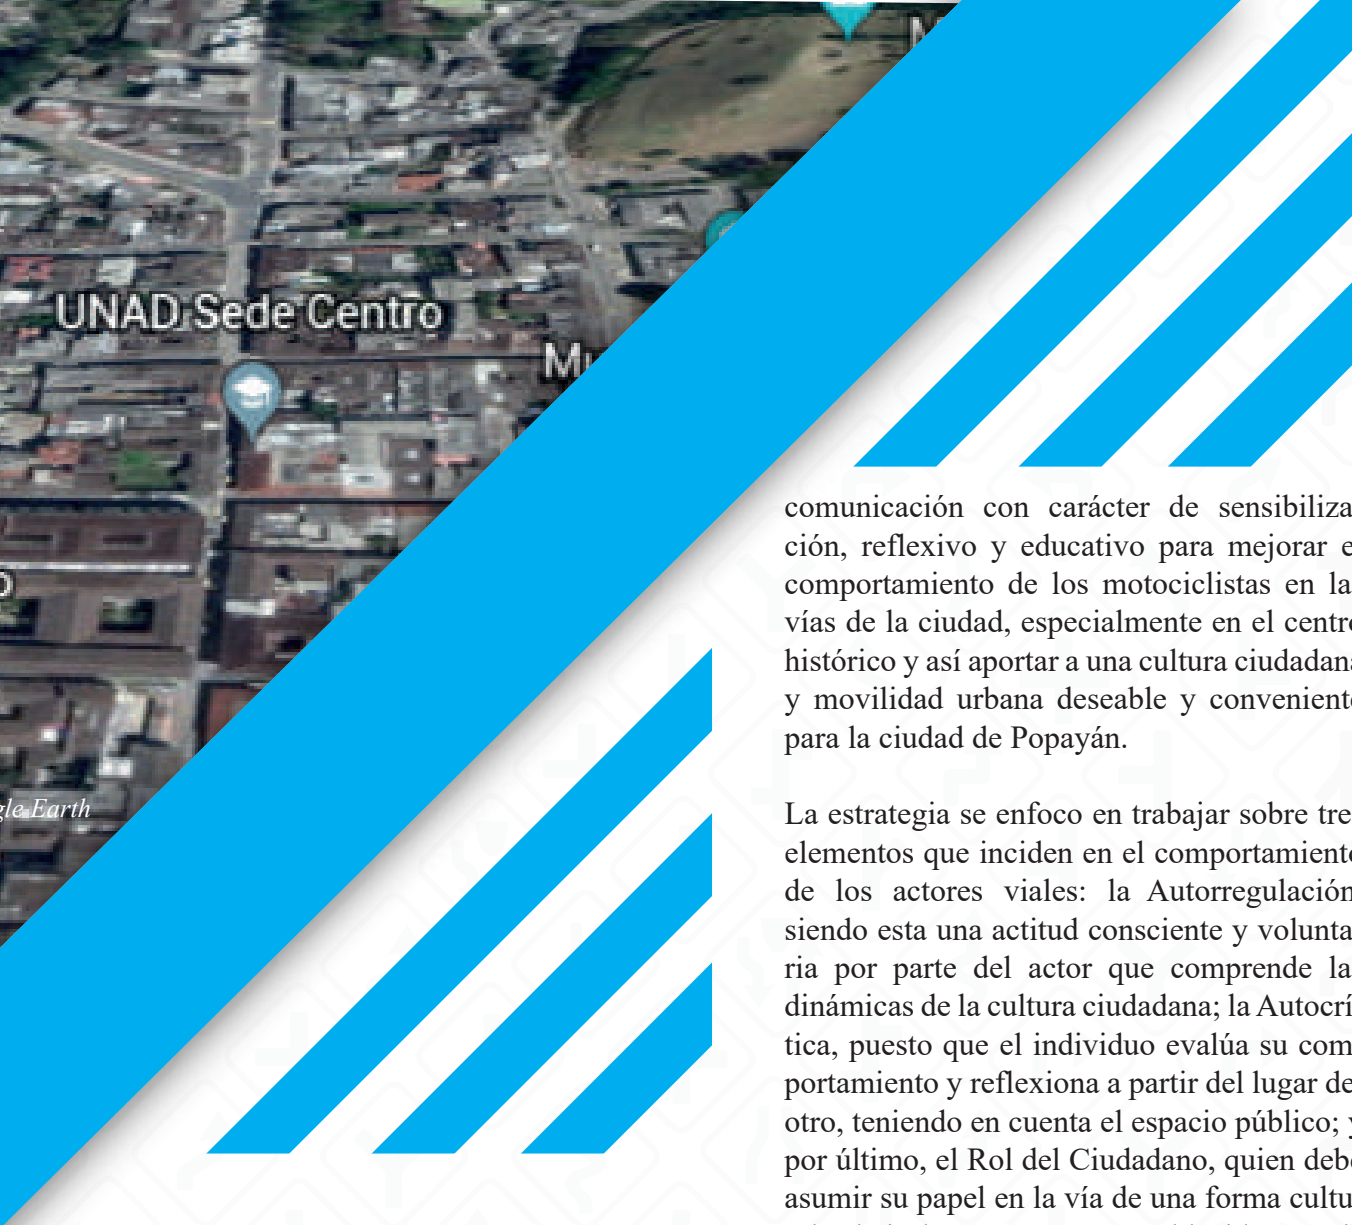 UNAD Sede Centro
gle Earth
comunicación con carácter de sensibiliza
ción, reflexivo y educativo para mejorar e
comportamiento de los motociclistas en la
vías de la ciudad, especialmente en el centro
histórico y así aportar a una cultura ciudadana
y movilidad urbana deseable y conveniente
para la ciudad de Popayán.
La estrategia se enfoco en trabajar sobre tre
elementos que inciden en el comportamiento
de los actores viales: la Autorregulación
siendo esta una actitud consciente y volunta
ria por parte del actor que comprende la
dinámicas de la cultura ciudadana; la Autocrí
tica, puesto que el individuo evalúa su com
portamiento y reflexiona a partir del lugar de
otro, teniendo en cuenta el espacio público; y
por último, el Rol del Ciudadano, quien debe
asumir su papel en la vía de una forma cultu